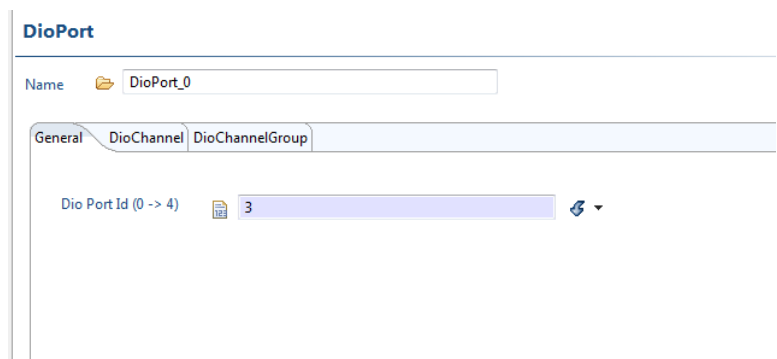 DioPort
Name DioPort_0
General DioChannel DioChannelGroup
Dio Port Id (0 -> 4) 3